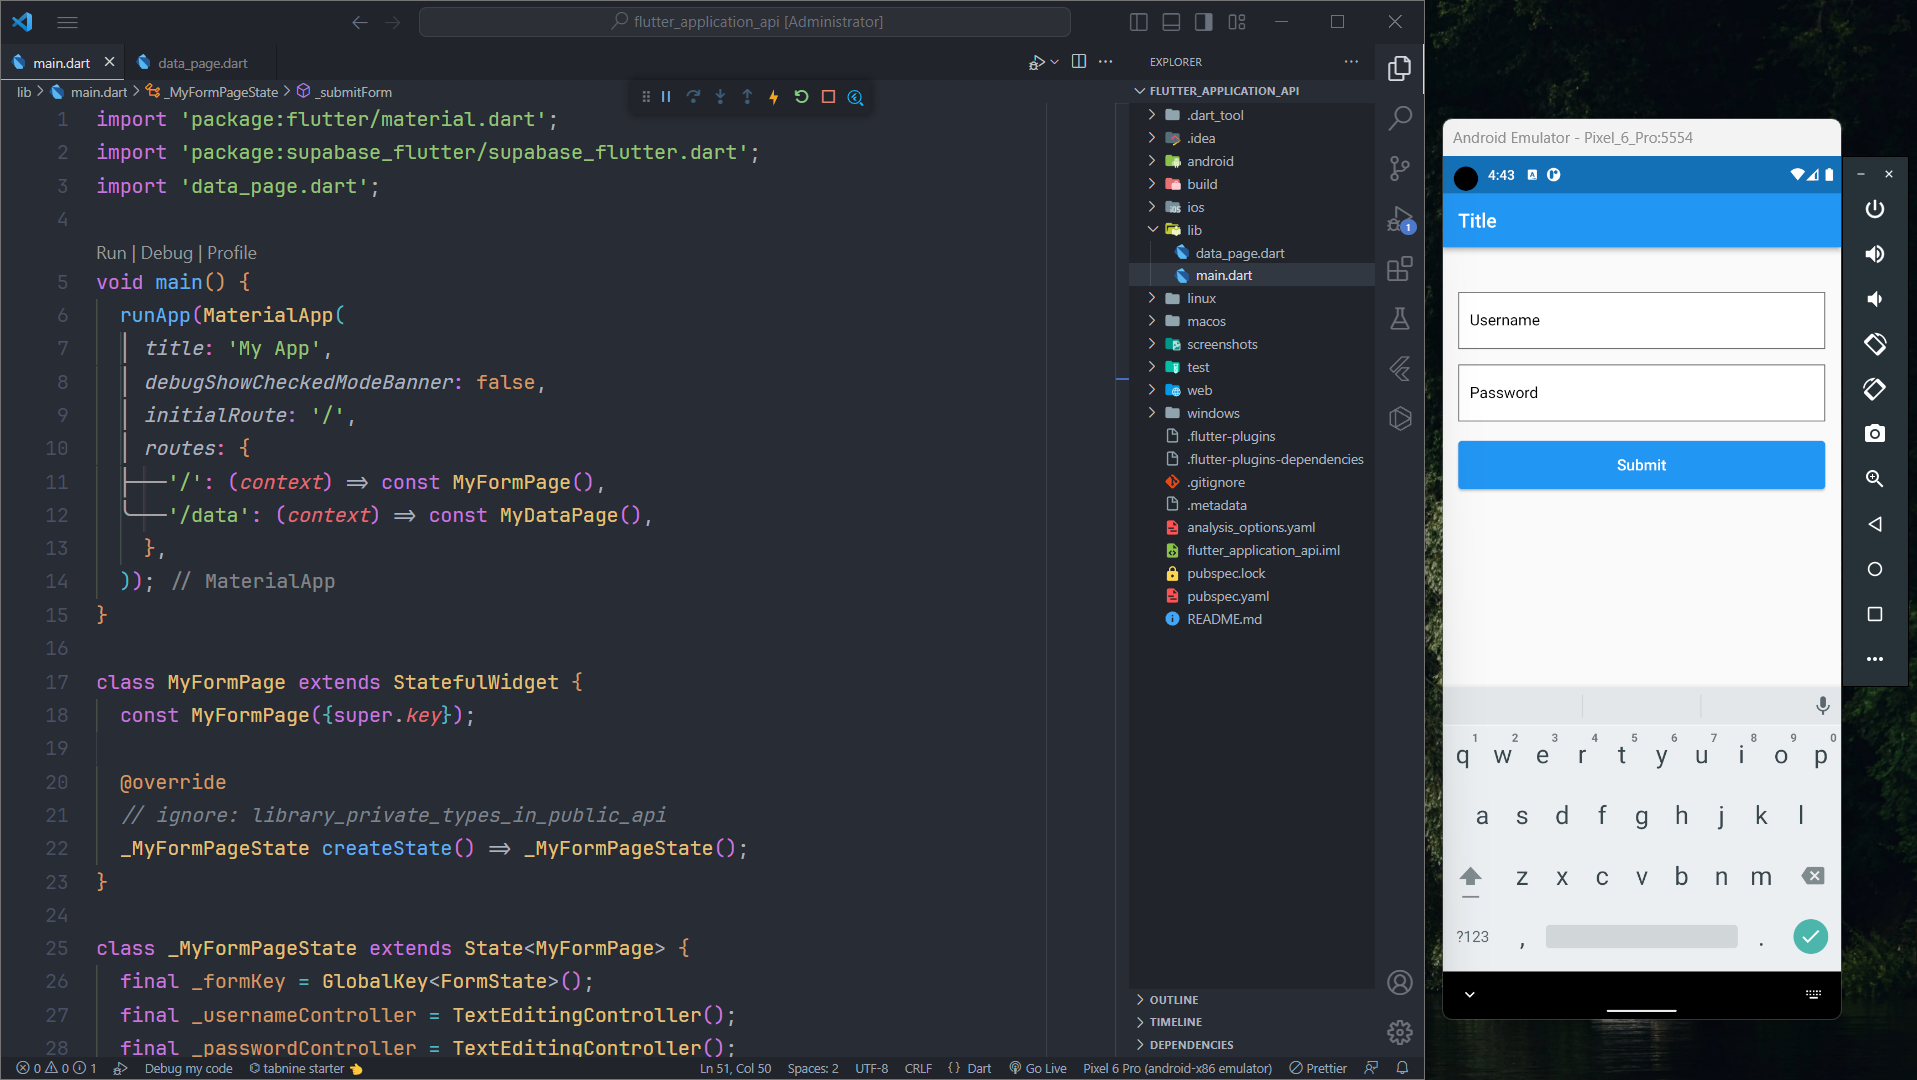 flutter_application_api [Administrator]
main.dart
data_page.dart
lib > main.dart > _MyFormPageState > _submitForm
1 import 'package:flutter/material.dart';
2 import 'package:supabase_flutter/supabase_flutter.dart';
3 import 'data_page.dart';
4
Run | Debug | Profile
5 void main() {
6 runApp(MaterialApp(
7 title: 'My App',
8 debugShowCheckedModeBanner: false,
9 initialRoute: '/',
10 routes: {
11 '/': (context) => const MyFormPage(),
12 '/data': (context) => const MyDataPage(),
13 },
14 )); // MaterialApp
15 }
16
17 class MyFormPage extends StatefulWidget {
18 const MyFormPage({super.key});
19
20 @override
21 // ignore: library_private_types_in_public_api
22 _MyFormPageState createState() => _MyFormPageState();
23 }
24
25 class _MyFormPageState extends State<MyFormPage> {
26 final _formKey = GlobalKey<FormState>();
27 final _usernameController = TextEditingController();
28 final _passwordController = TextEditingController();
EXPLORER
FLUTTER_APPLICATION_API
.dart_tool
.idea
android
build
ios
lib
data_page.dart
main.dart
linux
macos
screenshots
test
web
windows
.flutter-plugins
.flutter-plugins-dependencies
.gitignore
.metadata
analysis_options.yaml
flutter_application_api.iml
pubspec.lock
pubspec.yaml
README.md
OUTLINE
TIMELINE
DEPENDENCIES
1
0 0 1 Debug my code tabnine starter Ln 51, Col 50 Spaces: 2 UTF-8 CRLF {} Dart Go Live Pixel 6 Pro (android-x86 emulator) Prettier
Android Emulator - Pixel_6_Pro:5554
4:43
Title
Username
Password
Submit
1 2 3 4 5 6 7 8 9 0
q w e r t y u i o p
a s d f g h j k l
z x c v b n m
?123 , .